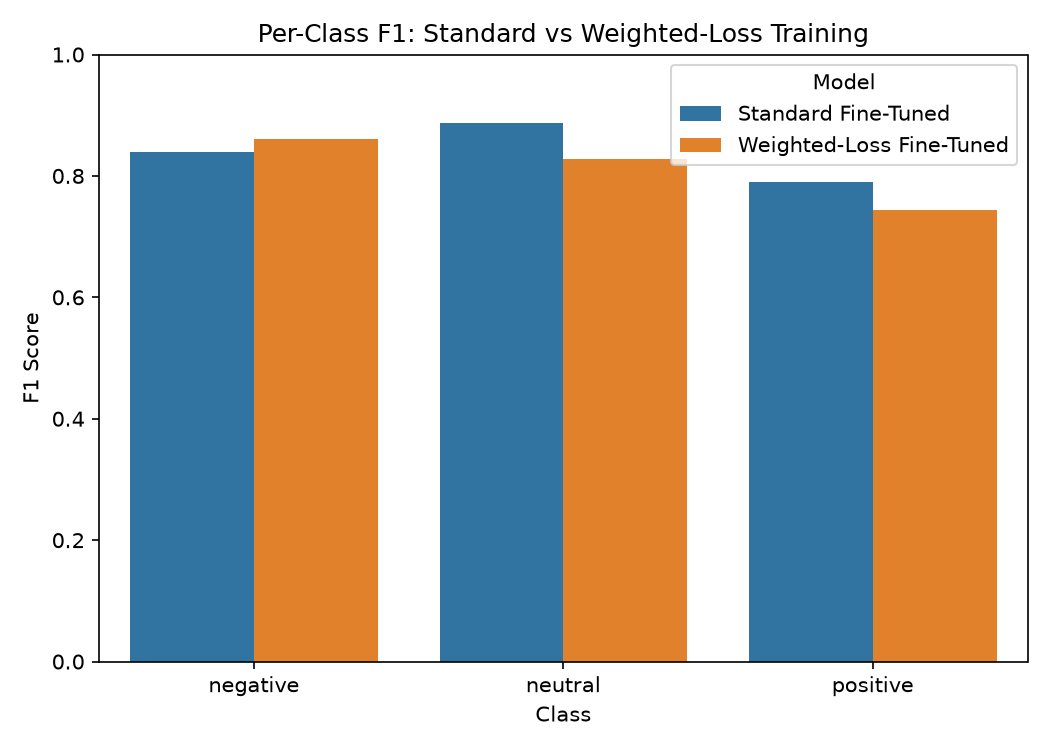 Per-Class F1: Standard vs Weighted-Loss Training
Model
Standard Fine-Tuned
Weighted-Loss Fine-Tuned
F1 Score
1.0
0.8
0.6
0.4
0.2
0.0
negative
neutral
positive
Class